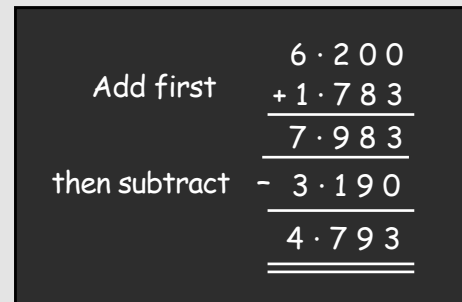 6·200
Add first
+1·783
7·983
then subtract - 3·190
4·793